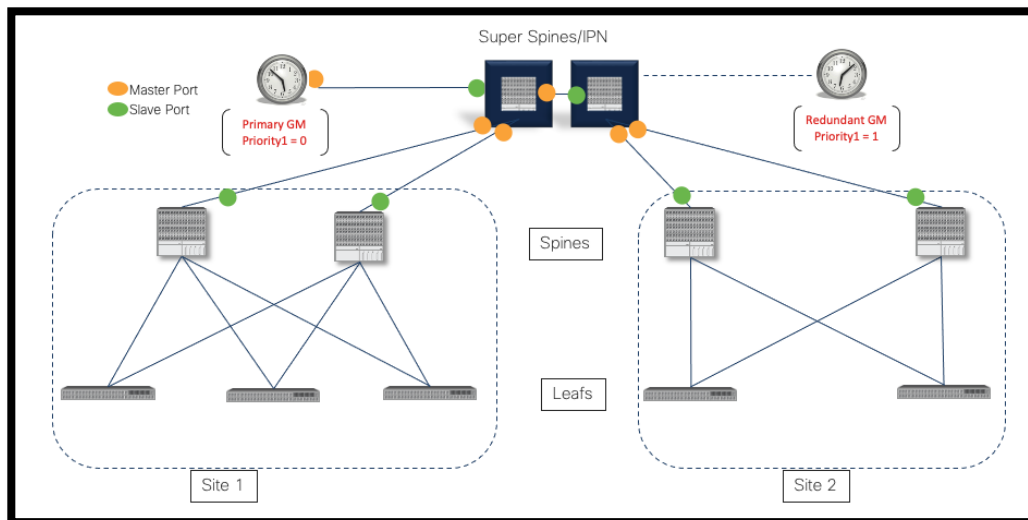 Super Spines/IPN
Master Port
Slave Port
Primary GM
Priority1 = 0
Redundant GM
Priority1 = 1
Spines
Leafs
Site 1
Site 2